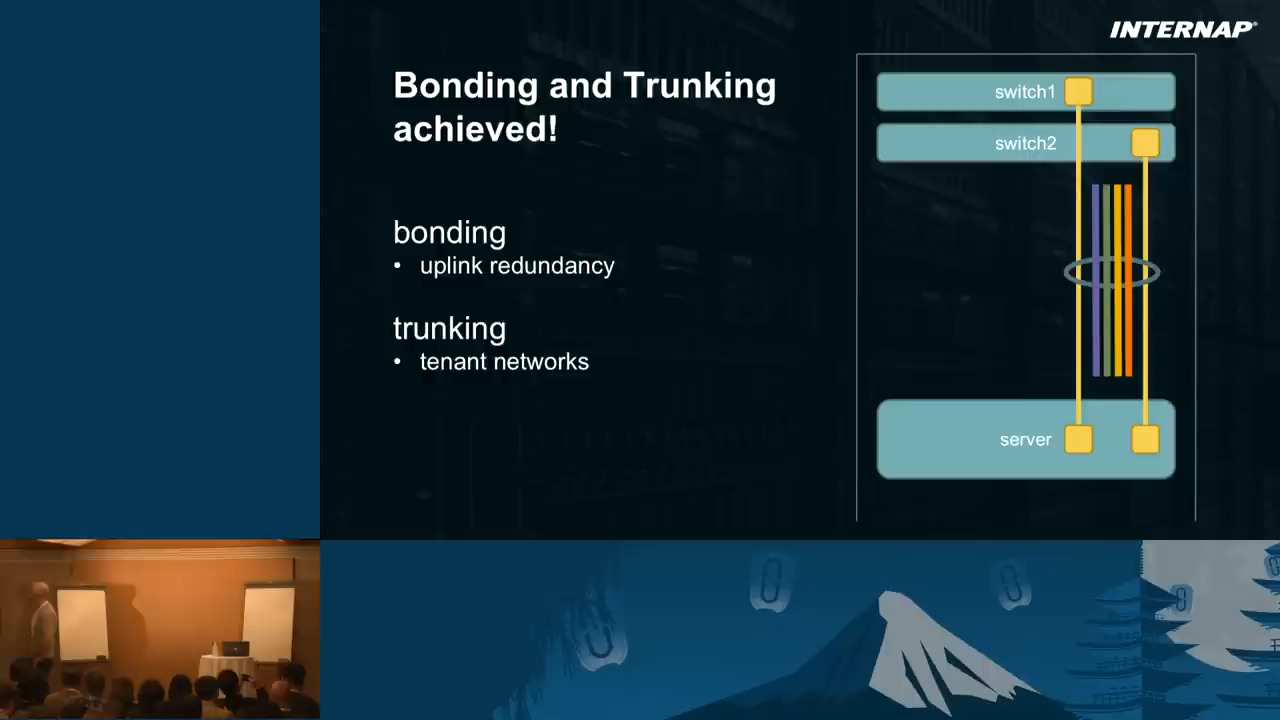 INTERNAP
Bonding and Trunking
achieved!
bonding
• uplink redundancy
trunking
• tenant networks
switch1
switch2
server